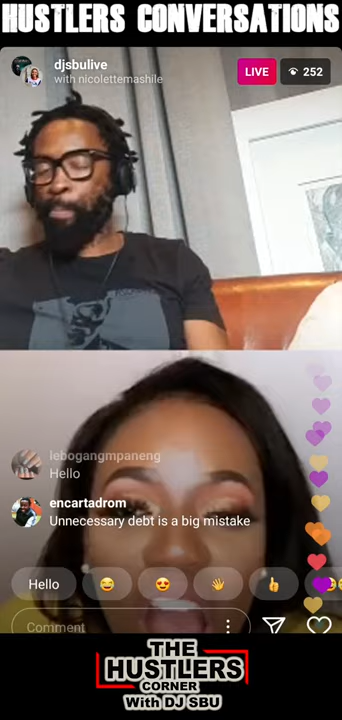 HUSTLERS CONVERSATIONS
djsbulive
with nicolettemashile
LIVE
252
lebogangmpaneng
Hello
encartadrom
Unnecessary debt is a big mistake
Hello
Comment
THE
HUSTLERS
CORNER
With DJ SBU